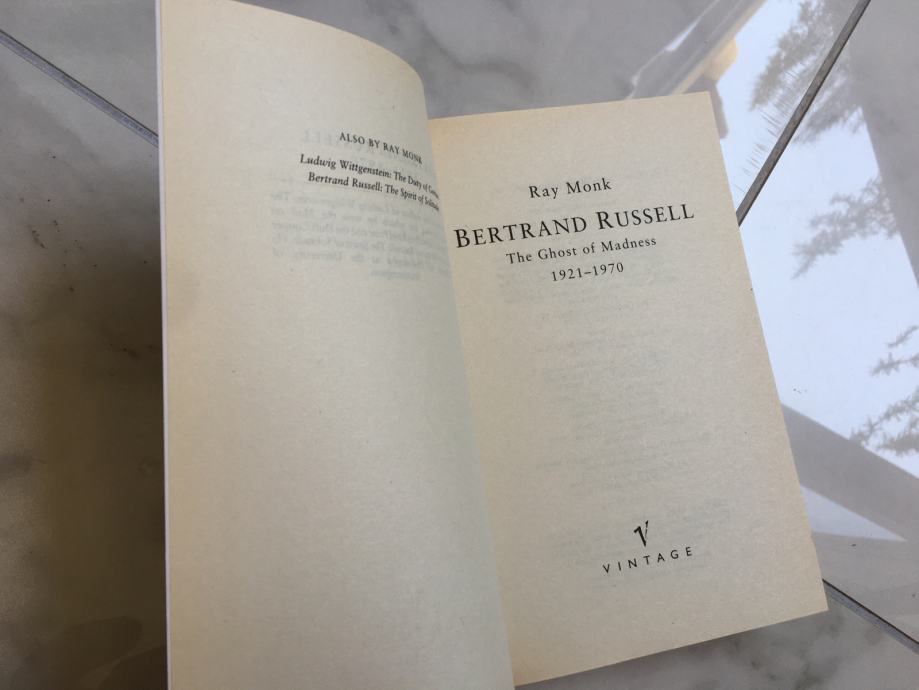 ALSO BY RAY MONK
Ludwig Wittgenstein: The Duty of
Bertrand Russell: The Spirit of Solitude
Ray Monk
BERTRAND RUSSELL
The Ghost of Madness
1921–1970
V
VINTAGE